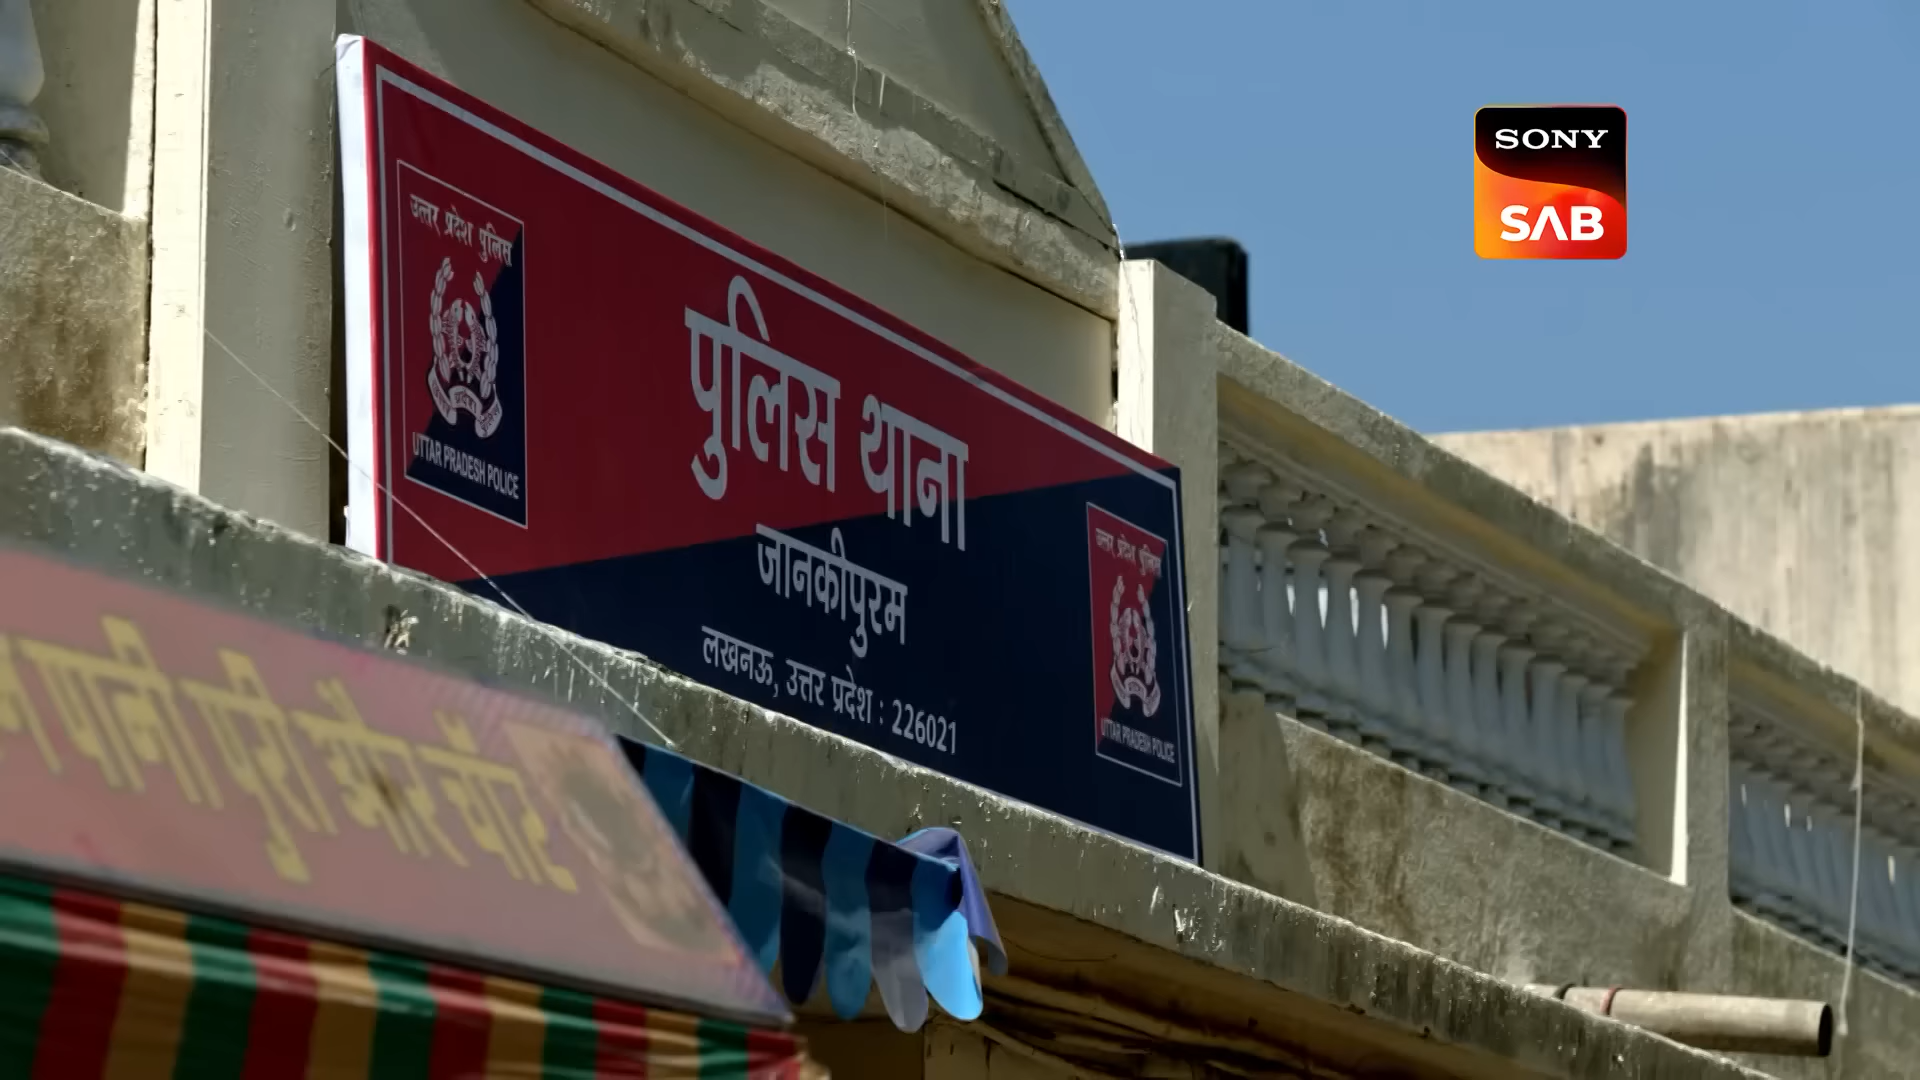 उत्तर प्रदेश पुलिस
UTTAR PRADESH POLICE
पुलिस थाना
जानकीपुरम
लखनऊ, उत्तर प्रदेश : 226021
उत्तर प्रदेश पुलिस
UTTAR PRADESH POLICE
SONY
SAB
पानी पुरी और चाट